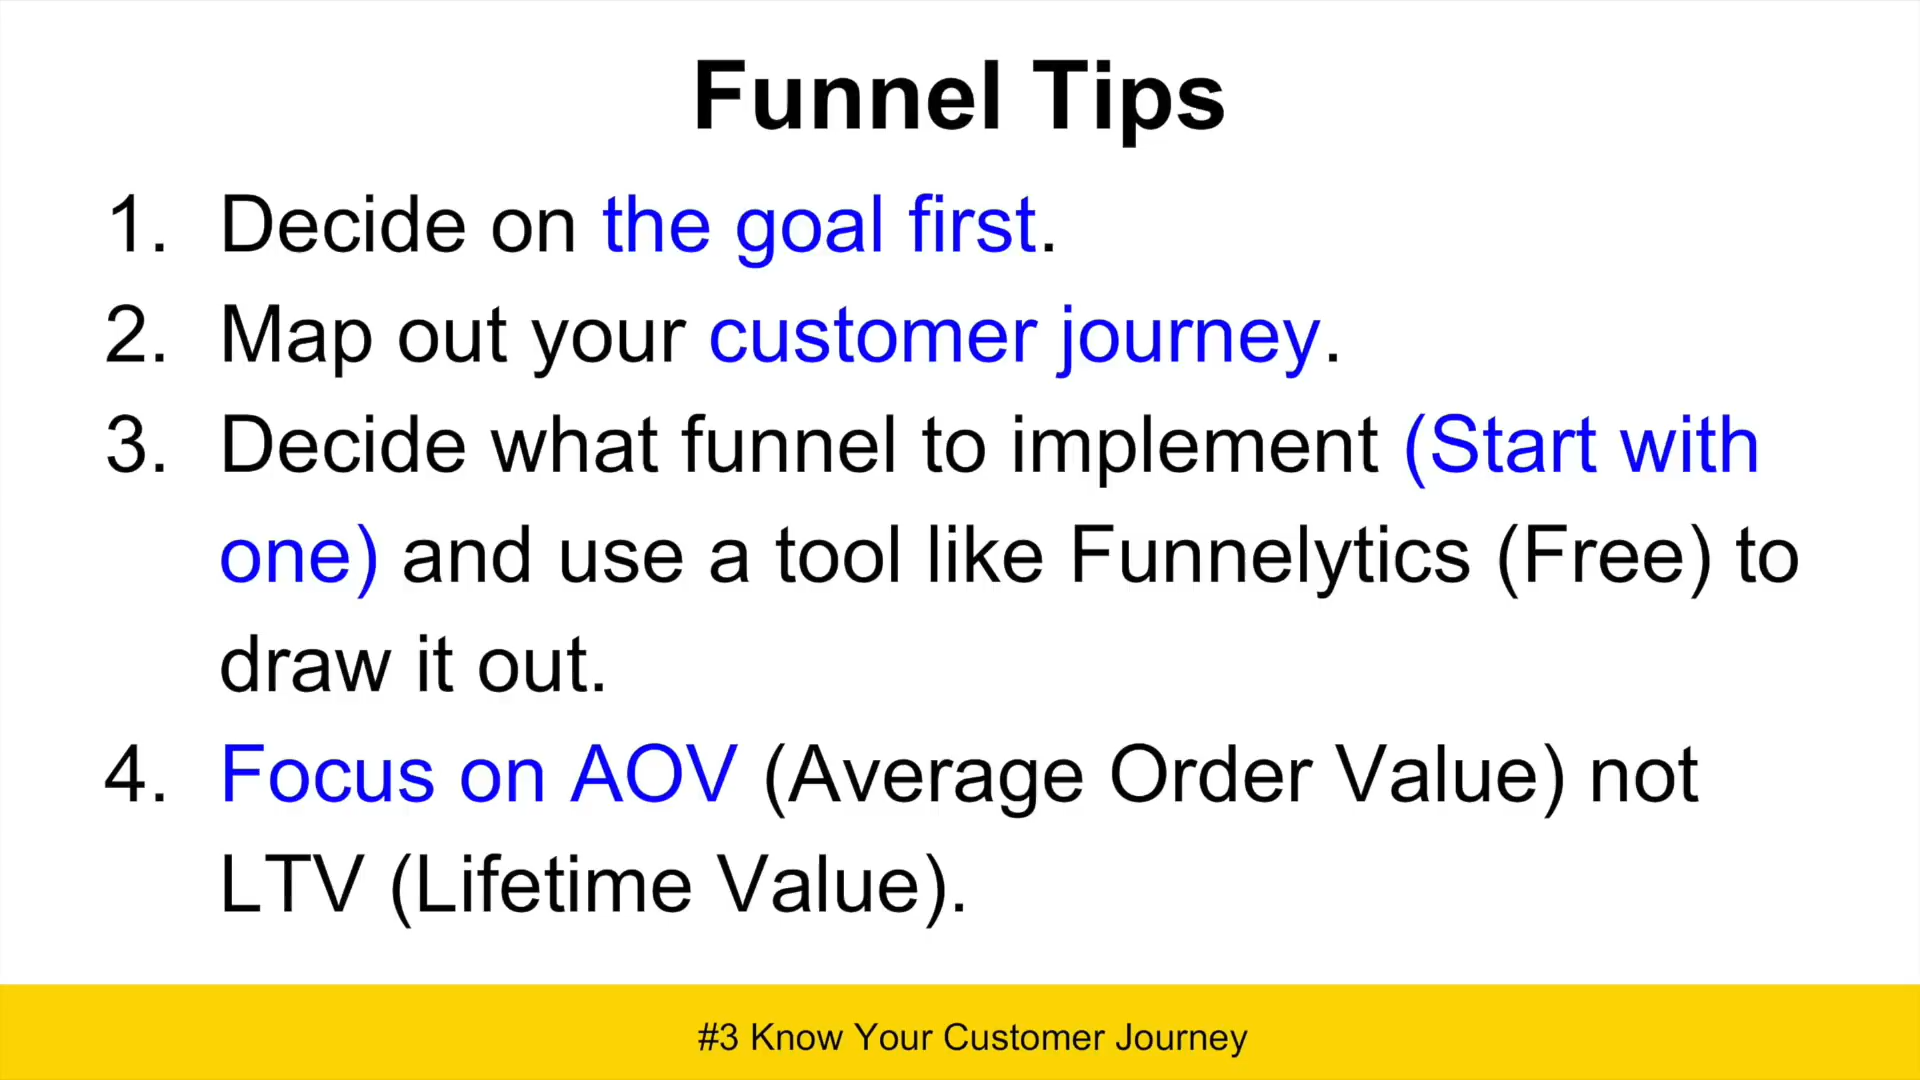 Funnel Tips
1. Decide on the goal first.
2. Map out your customer journey.
3. Decide what funnel to implement (Start with
one) and use a tool like Funnelytics (Free) to
draw it out.
4. Focus on AOV (Average Order Value) not
LTV (Lifetime Value).
#3 Know Your Customer Journey